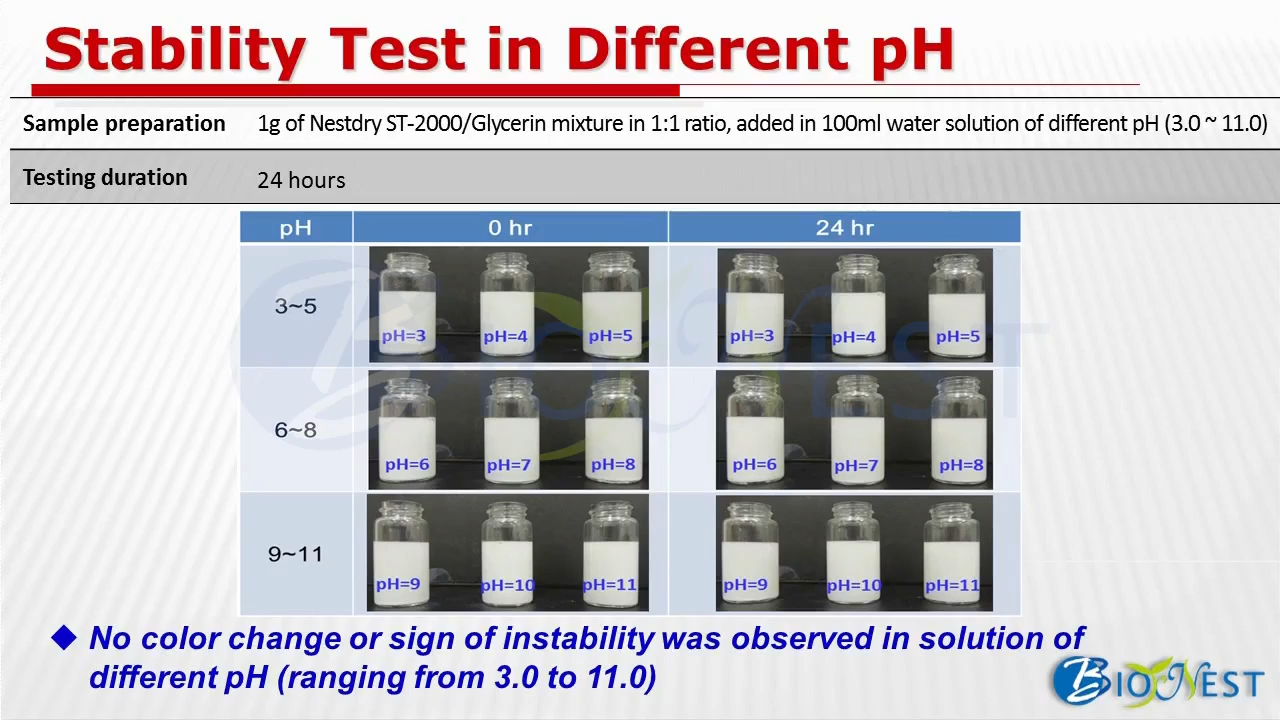 Stability Test in Different pH
Sample preparation 1g of Nestdry ST-2000/Glycerin mixture in 1:1 ratio, added in 100ml water solution of different pH (3.0 ~ 11.0)
Testing duration 24 hours
pH 0 hr 24 hr
3~5 pH=3 pH=4 pH=5 pH=3 pH=4 pH=5
6~8 pH=6 pH=7 pH=8 pH=6 pH=7 pH=8
9~11 pH=9 pH=10 pH=11 pH=9 pH=10 pH=11
BIONEST
◆ No color change or sign of instability was observed in solution of
different pH (ranging from 3.0 to 11.0)
BIONEST